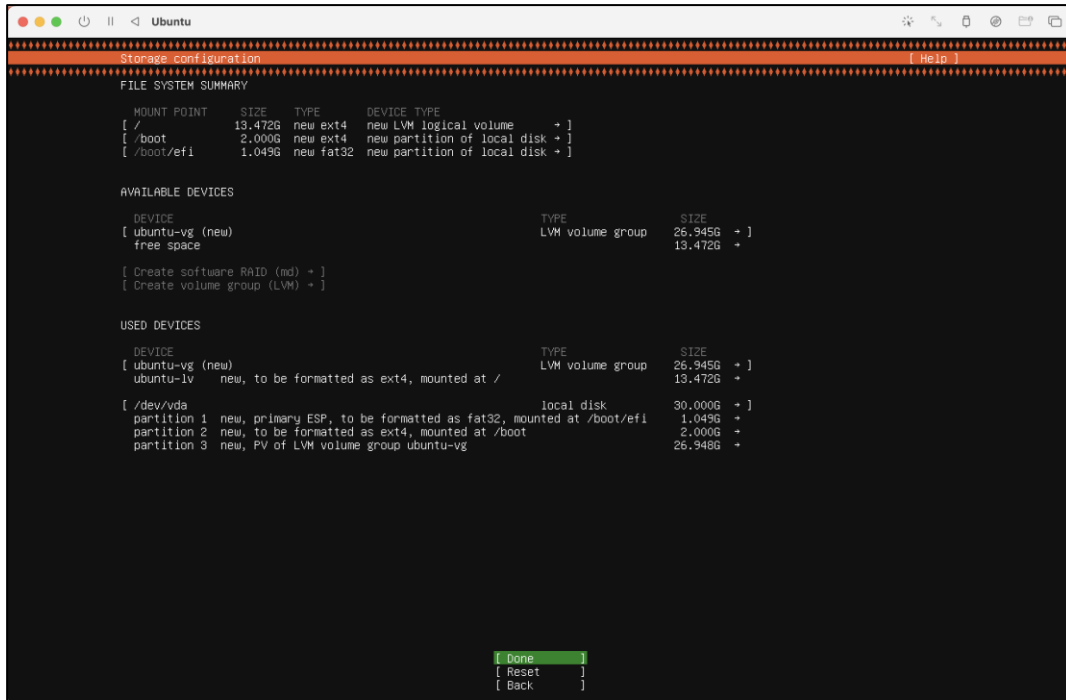 Ubuntu
Storage configuration [ Help ]
FILE SYSTEM SUMMARY
MOUNT POINT SIZE TYPE DEVICE TYPE
[ / 13.472G new ext4 new LVM logical volume → ]
[ /boot 2.000G new ext4 new partition of local disk → ]
[ /boot/efi 1.049G new fat32 new partition of local disk → ]
AVAILABLE DEVICES
DEVICE TYPE SIZE
[ ubuntu-vg (new) LVM volume group 26.945G → ]
free space 13.472G →
[ Create software RAID (md) → ]
[ Create volume group (LVM) → ]
USED DEVICES
DEVICE TYPE SIZE
[ ubuntu-vg (new) LVM volume group 26.945G → ]
ubuntu-lv new, to be formatted as ext4, mounted at / 13.472G →
[ /dev/vda local disk 30.000G → ]
partition 1 new, primary ESP, to be formatted as fat32, mounted at /boot/efi 1.049G →
partition 2 new, to be formatted as ext4, mounted at /boot 2.000G →
partition 3 new, PV of LVM volume group ubuntu-vg 26.948G →
[ Done ]
[ Reset ]
[ Back ]